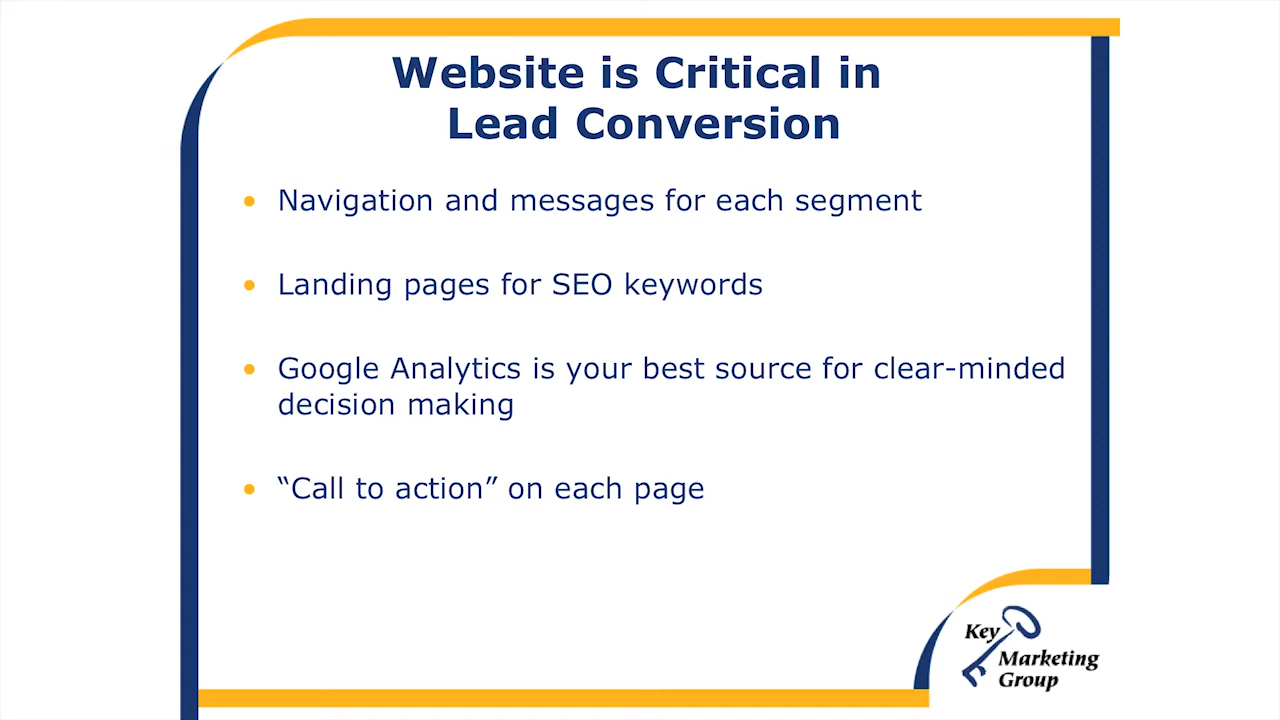 Website is Critical in
Lead Conversion
• Navigation and messages for each segment
• Landing pages for SEO keywords
• Google Analytics is your best source for clear-minded
decision making
• “Call to action” on each page
Key
Marketing
Group